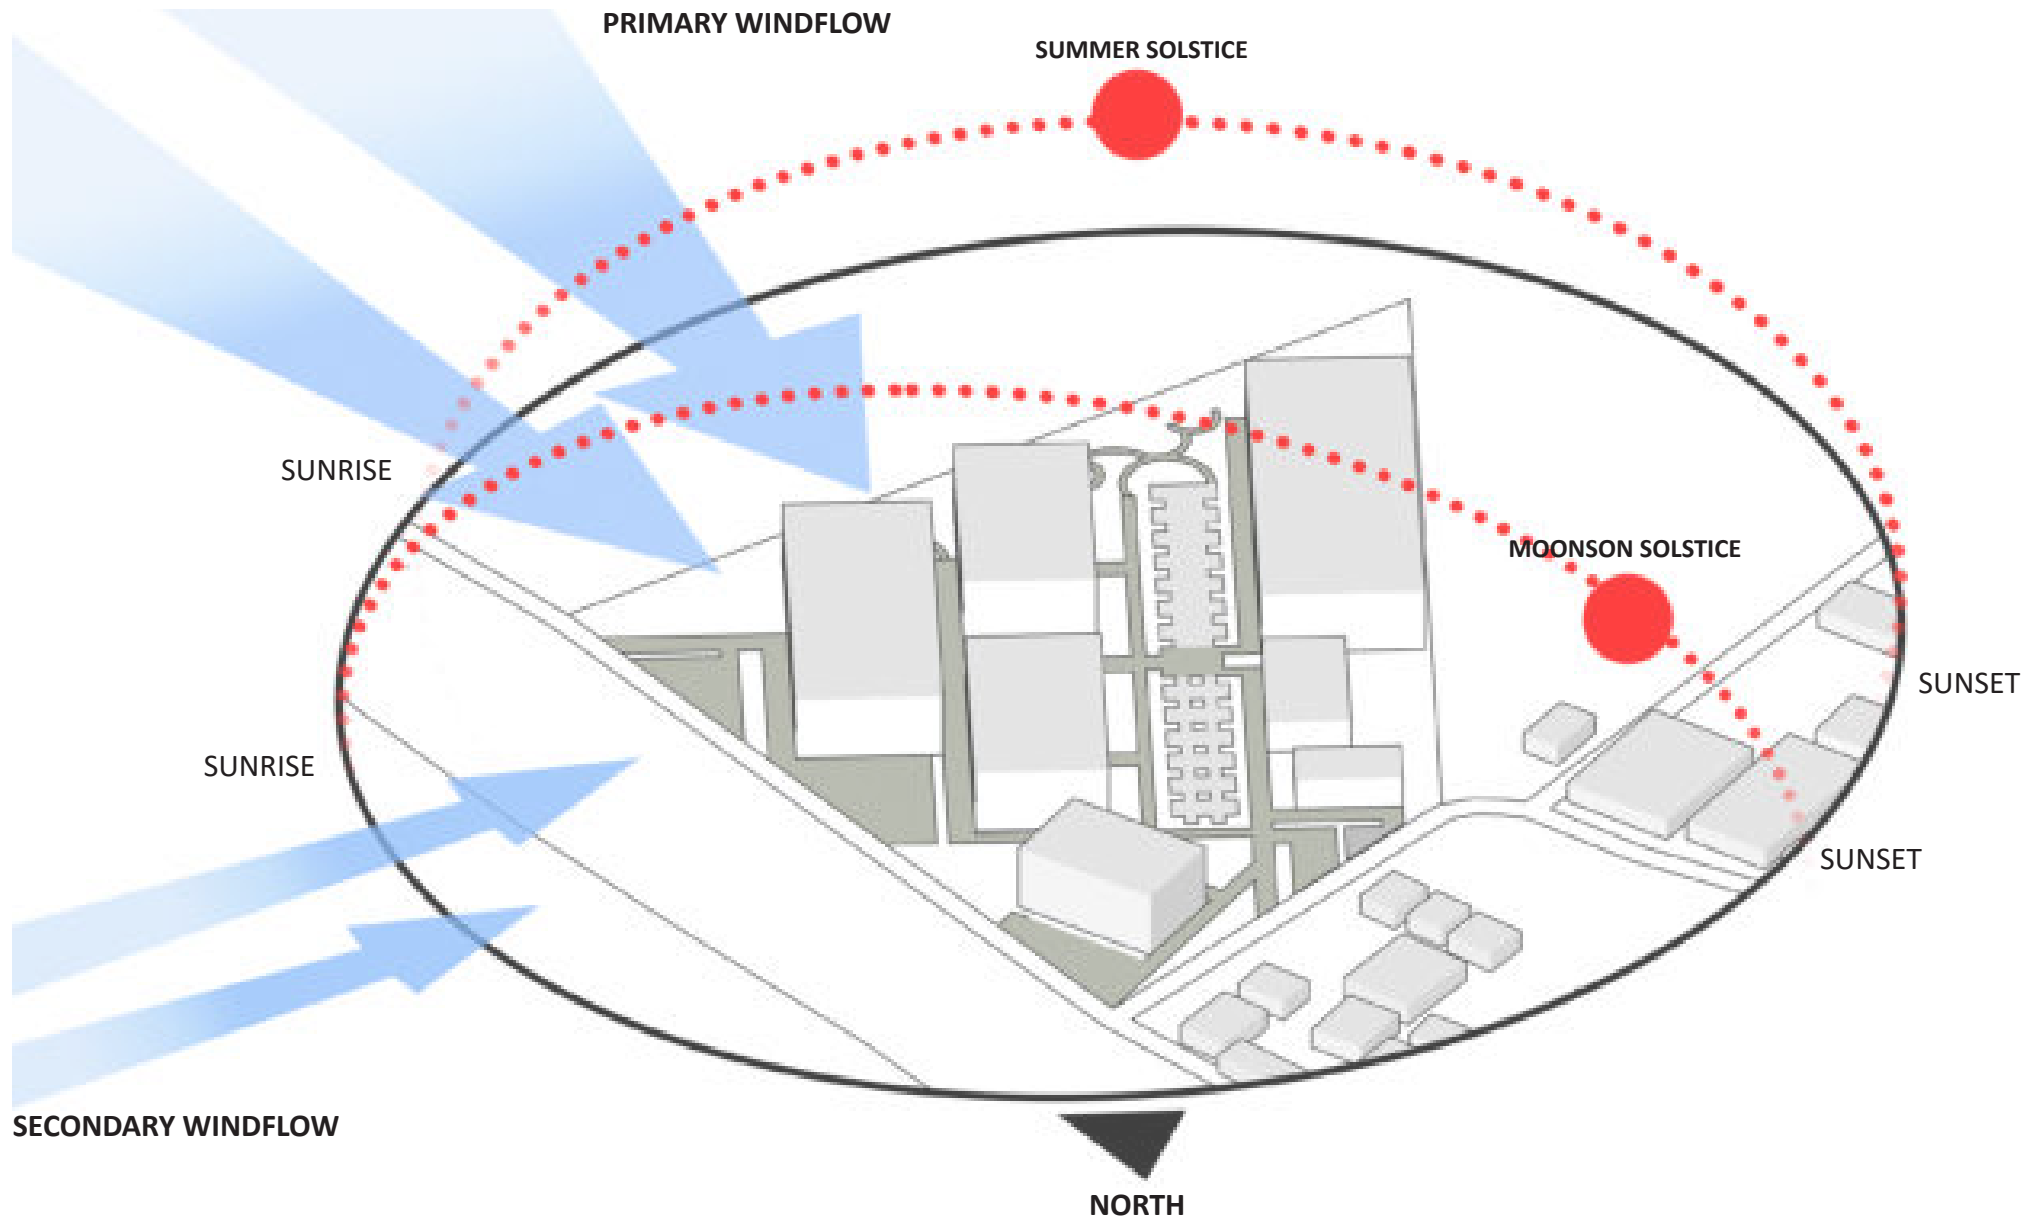 PRIMARY WINDFLOW
SUMMER SOLSTICE
SUNRISE
MOONSON SOLSTICE
SUNSET
SUNRISE
SUNSET
SECONDARY WINDFLOW
NORTH